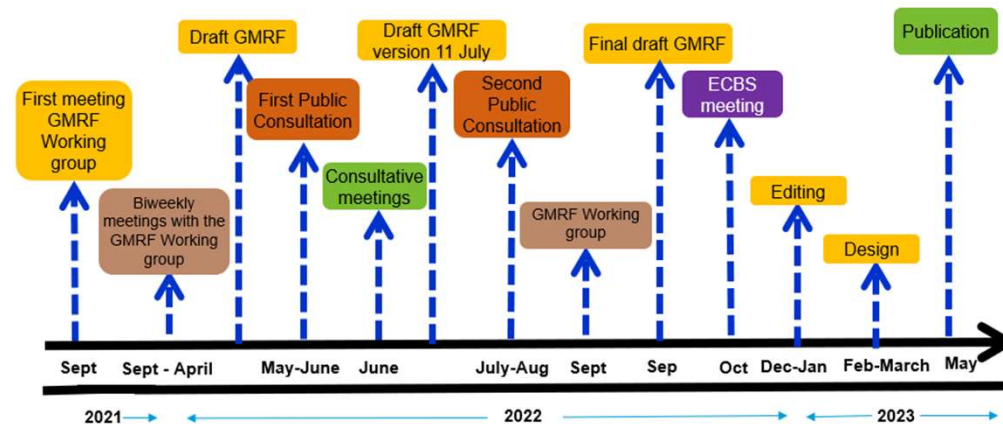 Draft GMRF
Draft GMRF
version 11 July
Final draft GMRF
Publication
First meeting
GMRF
Working
group
First Public
Consultation
Second
Public
Consultation
ECBS
meeting
Biweekly
meetings with the
GMRF Working
group
Consultative
meetings
GMRF Working
group
Editing
Design
Sept
Sept - April
May-June
June
July-Aug
Sept
Sep
Oct
Dec-Jan
Feb-March
May
2021
2022
2023